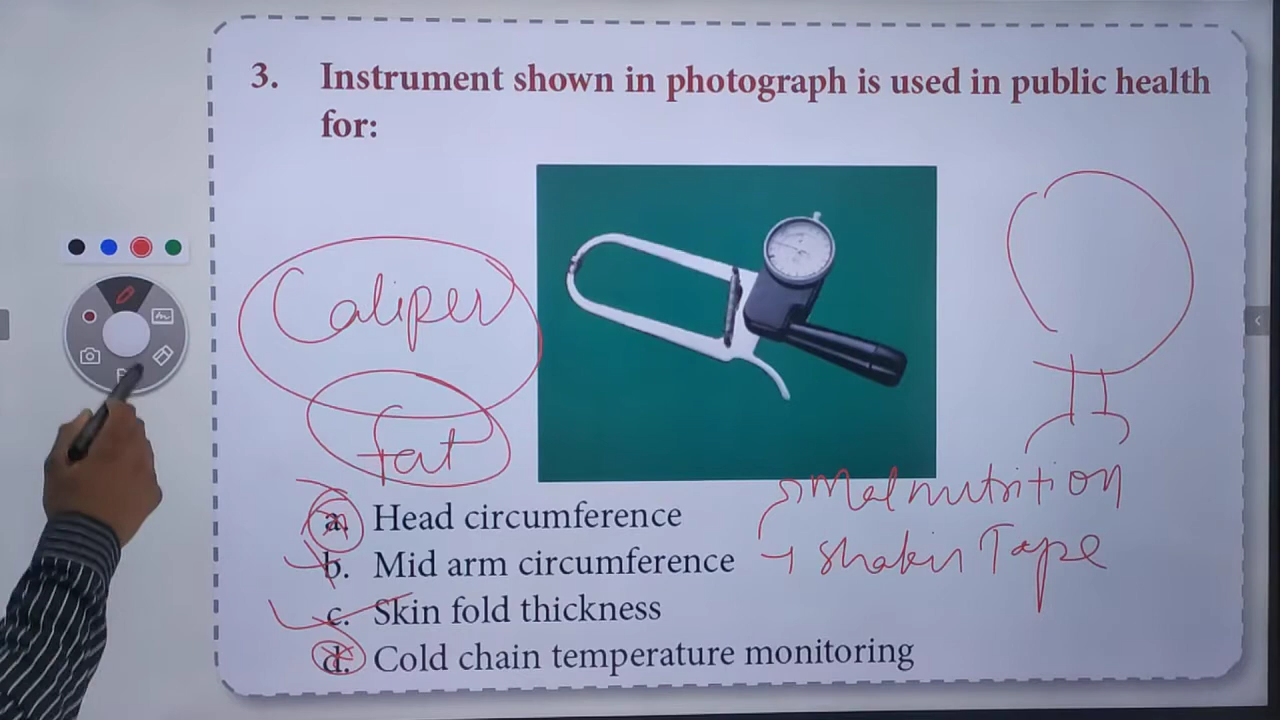 3. Instrument shown in photograph is used in public health
for:
Caliper
Fat
Malnutrition
a. Head circumference
b. Mid arm circumference
Shakir Tape
c. Skin fold thickness
d. Cold chain temperature monitoring